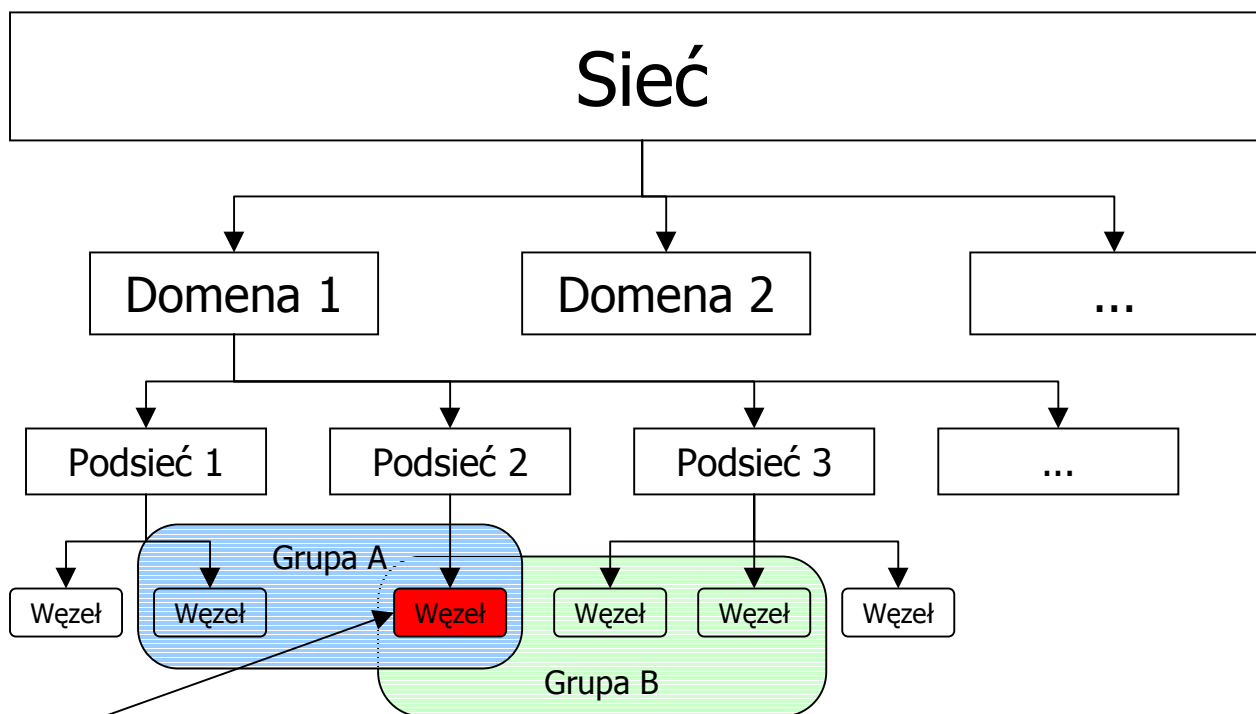 Sieć
Domena 1
Domena 2
...
Podsieć 1
Podsieć 2
Podsieć 3
...
Grupa A
Węzeł
Węzeł
Węzeł
Węzeł
Węzeł
Węzeł
Grupa B